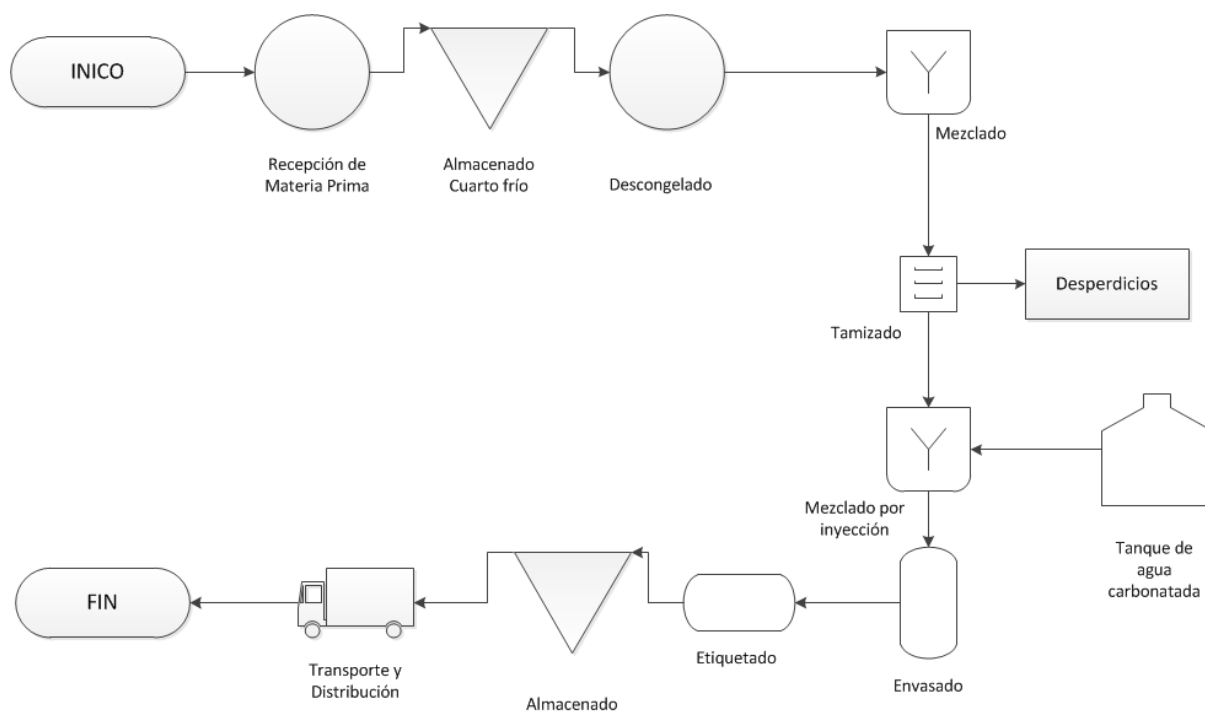 INICO
Recepción de
Materia Prima
Almacenado
Cuarto frío
Descongelado
Mezclado
Tamizado
Desperdicios
Mezclado por
inyección
Tanque de
agua
carbonatada
Envasado
Etiquetado
Almacenado
Transporte y
Distribución
FIN